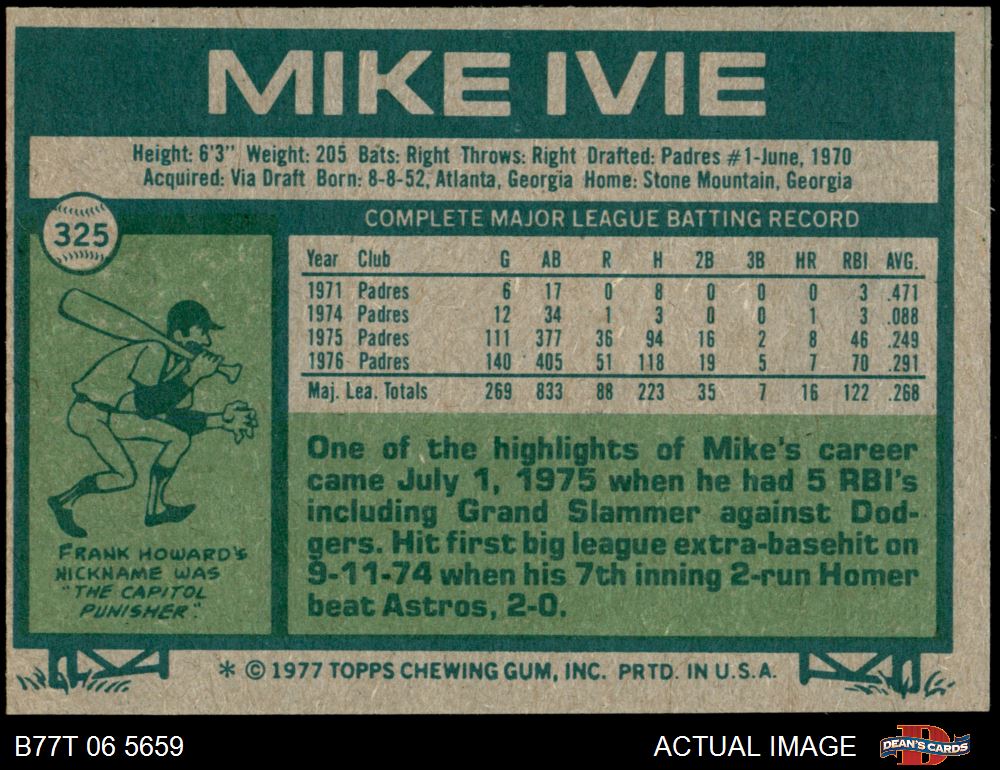 MIKE IVIE
Height: 6'3" Weight: 205 Bats: Right Throws: Right Drafted: Padres #1-June, 1970
Acquired: Via Draft Born: 8-8-52, Atlanta, Georgia Home: Stone Mountain, Georgia
325
COMPLETE MAJOR LEAGUE BATTING RECORD
Year Club G AB R H 2B 3B HR RBI AVG.
1971 Padres 6 17 0 8 0 0 0 3 .471
1974 Padres 12 34 1 3 0 0 1 3 .088
1975 Padres 111 377 36 94 16 2 8 46 .249
1976 Padres 140 405 51 118 19 5 7 70 .291
Maj. Lea. Totals 269 833 88 223 35 7 16 122 .268
One of the highlights of Mike's career
came July 1, 1975 when he had 5 RBI's
including Grand Slammer against Dod-
gers. Hit first big league extra-basehit on
9-11-74 when his 7th inning 2-run Homer
beat Astros, 2-0.
FRANK HOWARD'S
NICKNAME WAS
"THE CAPITOL
PUNISHER".
* © 1977 TOPPS CHEWING GUM, INC. PRTD. IN U.S.A.
B77T 06 5659
ACTUAL IMAGE
D
DEAN'S CARDS